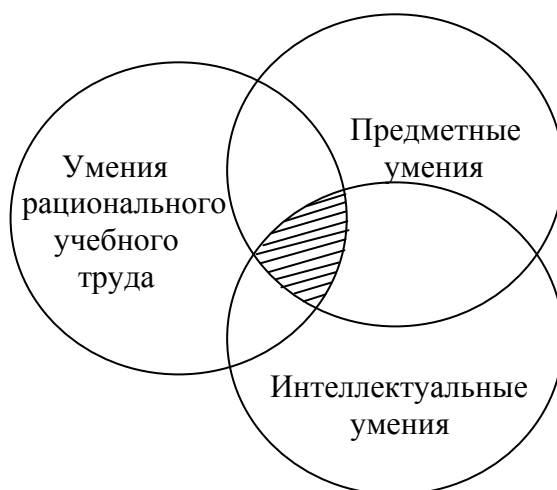 Умения
рационального
учебного
труда
Предметные
умения
Интеллектуальные
умения